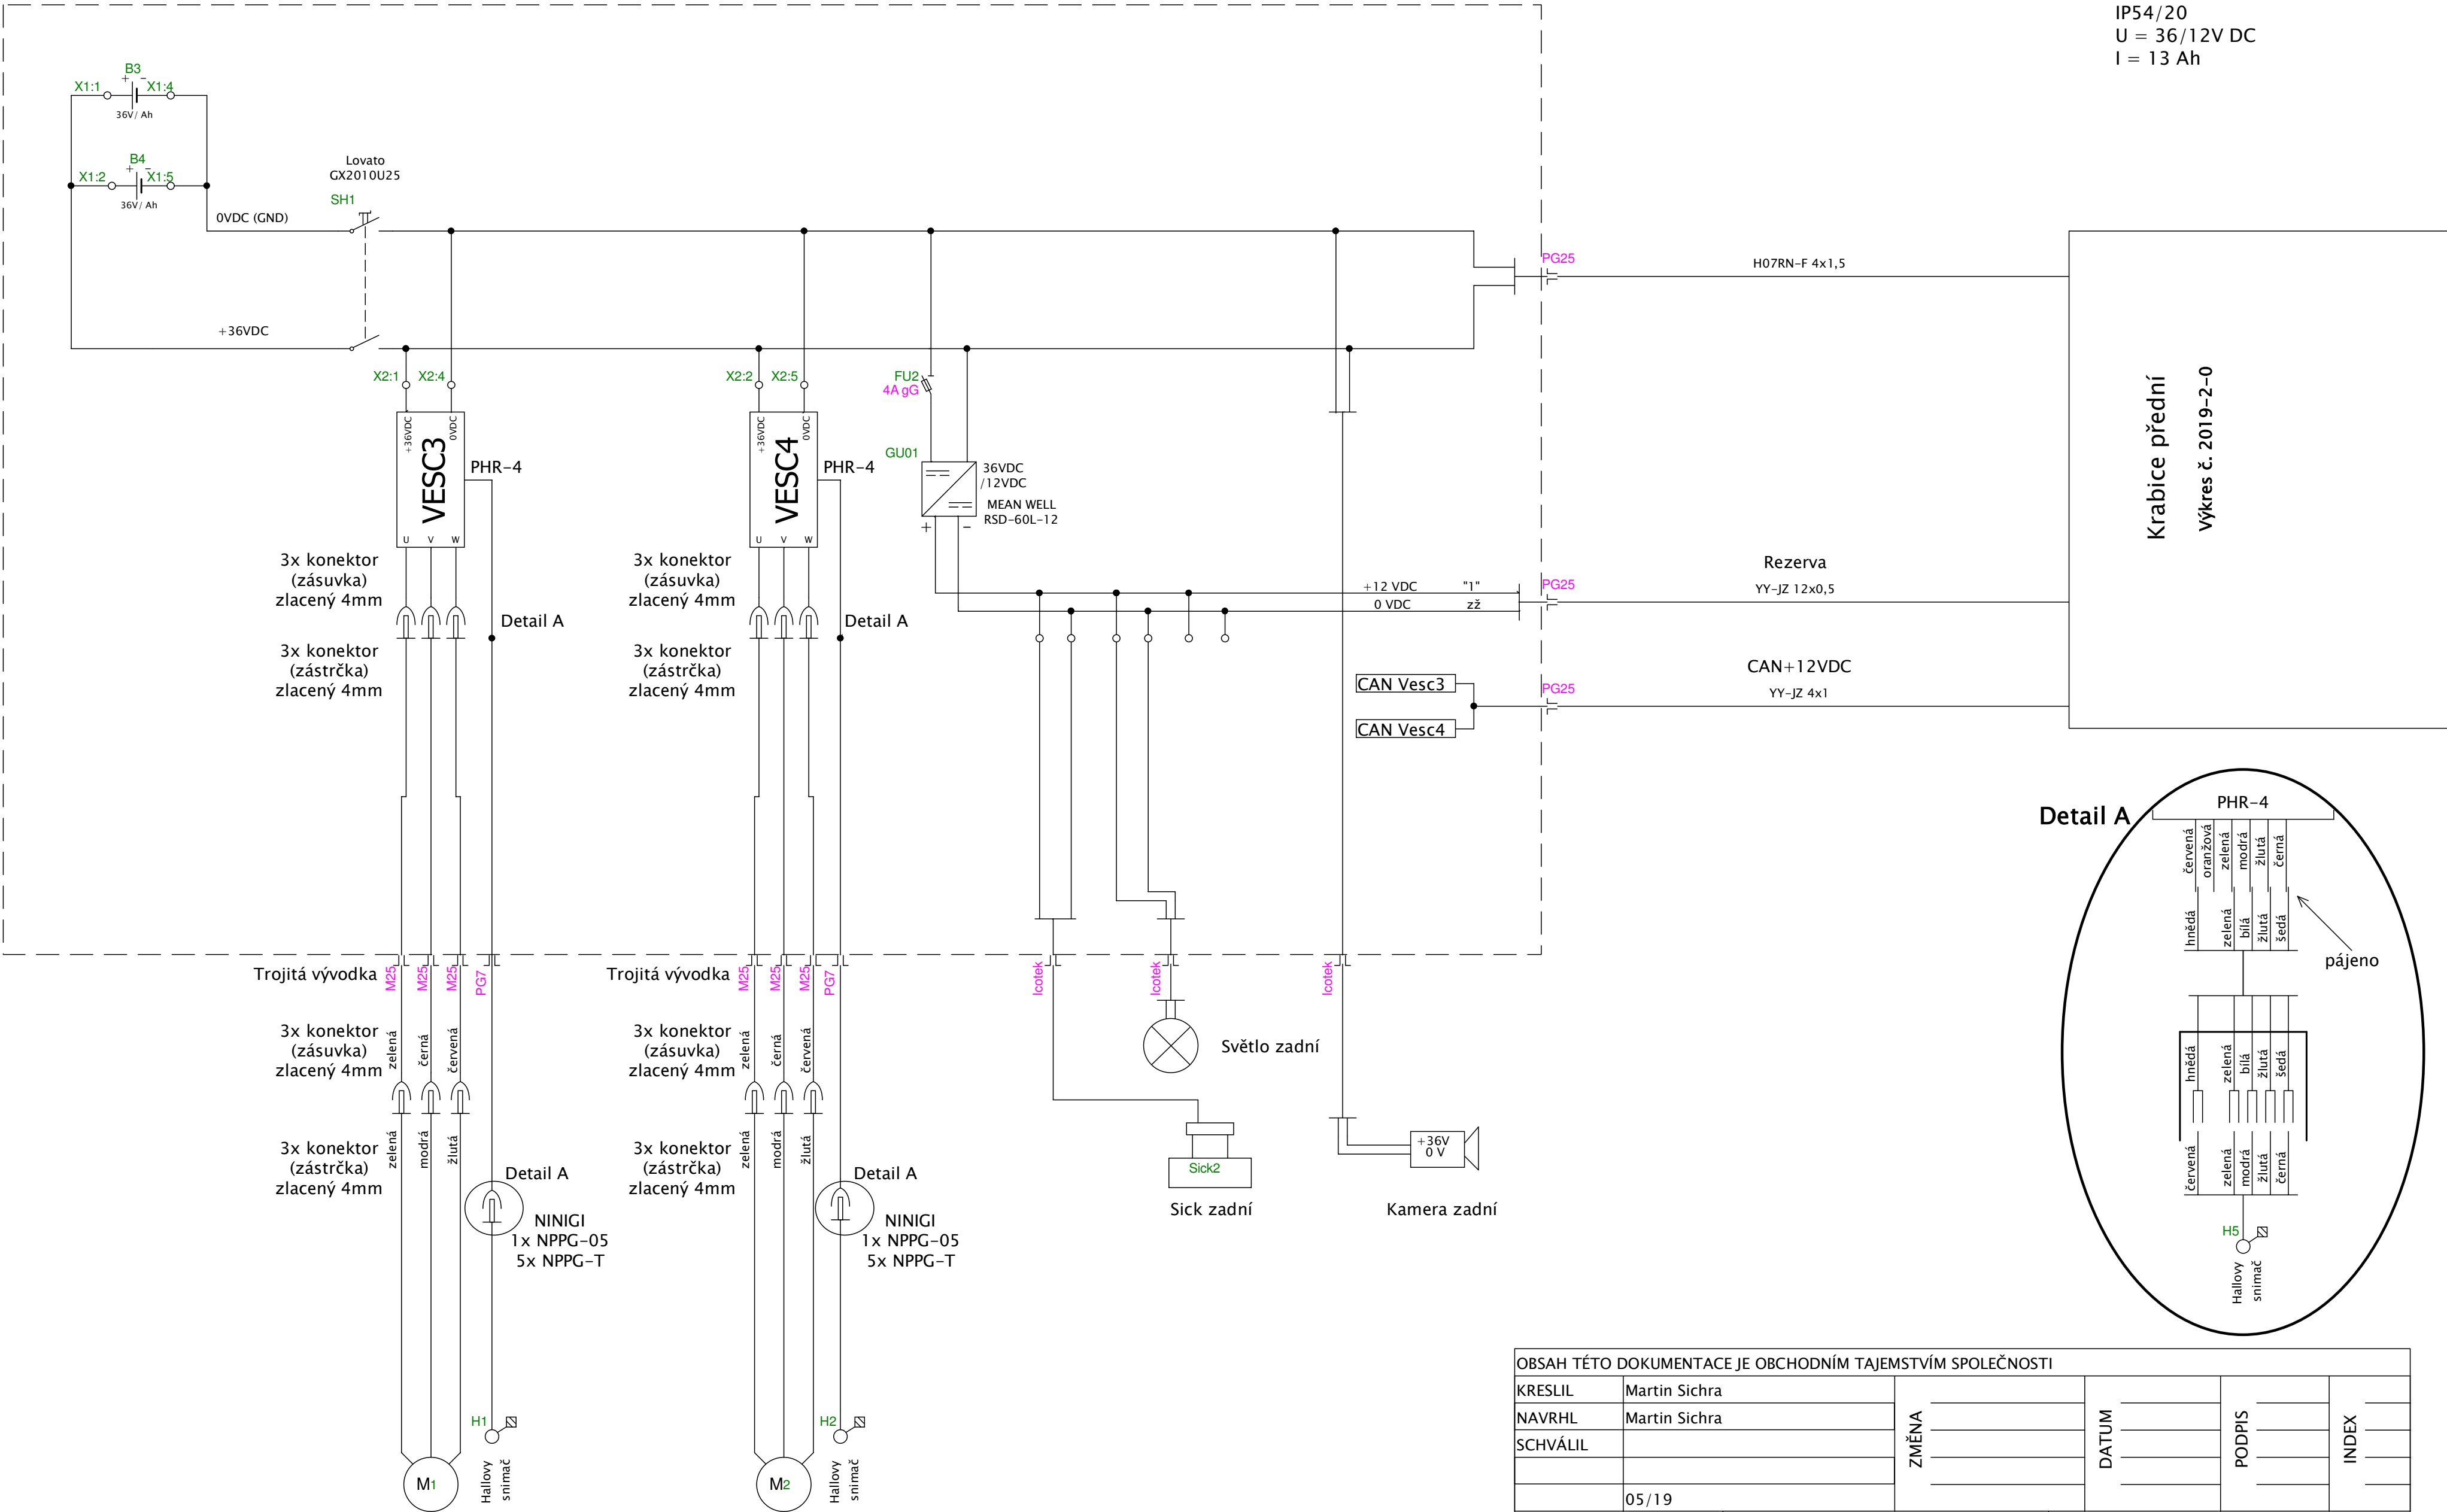 IP54/20
U = 36/12V DC
I = 13 Ah
B3
+ -
X1:1
X1:4
36V/ Ah
B4
+ -
X1:2
X1:5
36V/ Ah
Lovato
GX2010U25
SH1
0VDC (GND)
+36VDC
X2:1
X2:4
+36VDC
0VDC
VESC3
U V W
PHR-4
3x konektor
(zásuvka)
zlacený 4mm
Detail A
3x konektor
(zástrčka)
zlacený 4mm
X2:2
X2:5
+36VDC
0VDC
VESC4
U V W
PHR-4
3x konektor
(zásuvka)
zlacený 4mm
Detail A
3x konektor
(zástrčka)
zlacený 4mm
FU2
4A gG
GU01
36VDC
/12VDC
MEAN WELL
RSD-60L-12
+ -
+12 VDC "1"
0 VDC zž
CAN Vesc3
CAN Vesc4
PG25
H07RN-F 4x1,5
PG25
Rezerva
YY-JZ 12x0,5
PG25
CAN+12VDC
YY-JZ 4x1
Krabice přední
Výkres č. 2019-2-0
Trojitá vývodka
M25
M25
M25
PG7
3x konektor
(zásuvka)
zlacený 4mm
zelená
černá
červená
3x konektor
(zástrčka)
zlacený 4mm
zelená
modrá
žlutá
Detail A
NINIGI
1x NPPG-05
5x NPPG-T
H1
Hallovy
snimač
M1
Trojitá vývodka
M25
M25
M25
PG7
3x konektor
(zásuvka)
zlacený 4mm
zelená
černá
červená
3x konektor
(zástrčka)
zlacený 4mm
zelená
modrá
žlutá
Detail A
NINIGI
1x NPPG-05
5x NPPG-T
H2
Hallovy
snimač
M2
Icotek
Icotek
Icotek
Světlo zadní
Sick2
Sick zadní
+36V
0 V
Kamera zadní
Detail A
PHR-4
červená
oranžová
zelená
modrá
žlutá
černá
hnědá
zelená
bílá
žlutá
šedá
pájeno
hnědá
zelená
bílá
žlutá
šedá
červená
zelená
modrá
žlutá
černá
H5
Hallovy
snimač
OBSAH TÉTO DOKUMENTACE JE OBCHODNÍM TAJEMSTVÍM SPOLEČNOSTI
KRESLIL Martin Sichra
NAVRHL Martin Sichra
SCHVÁLIL
05/19
ZMĚNA
DATUM
PODPIS
INDEX